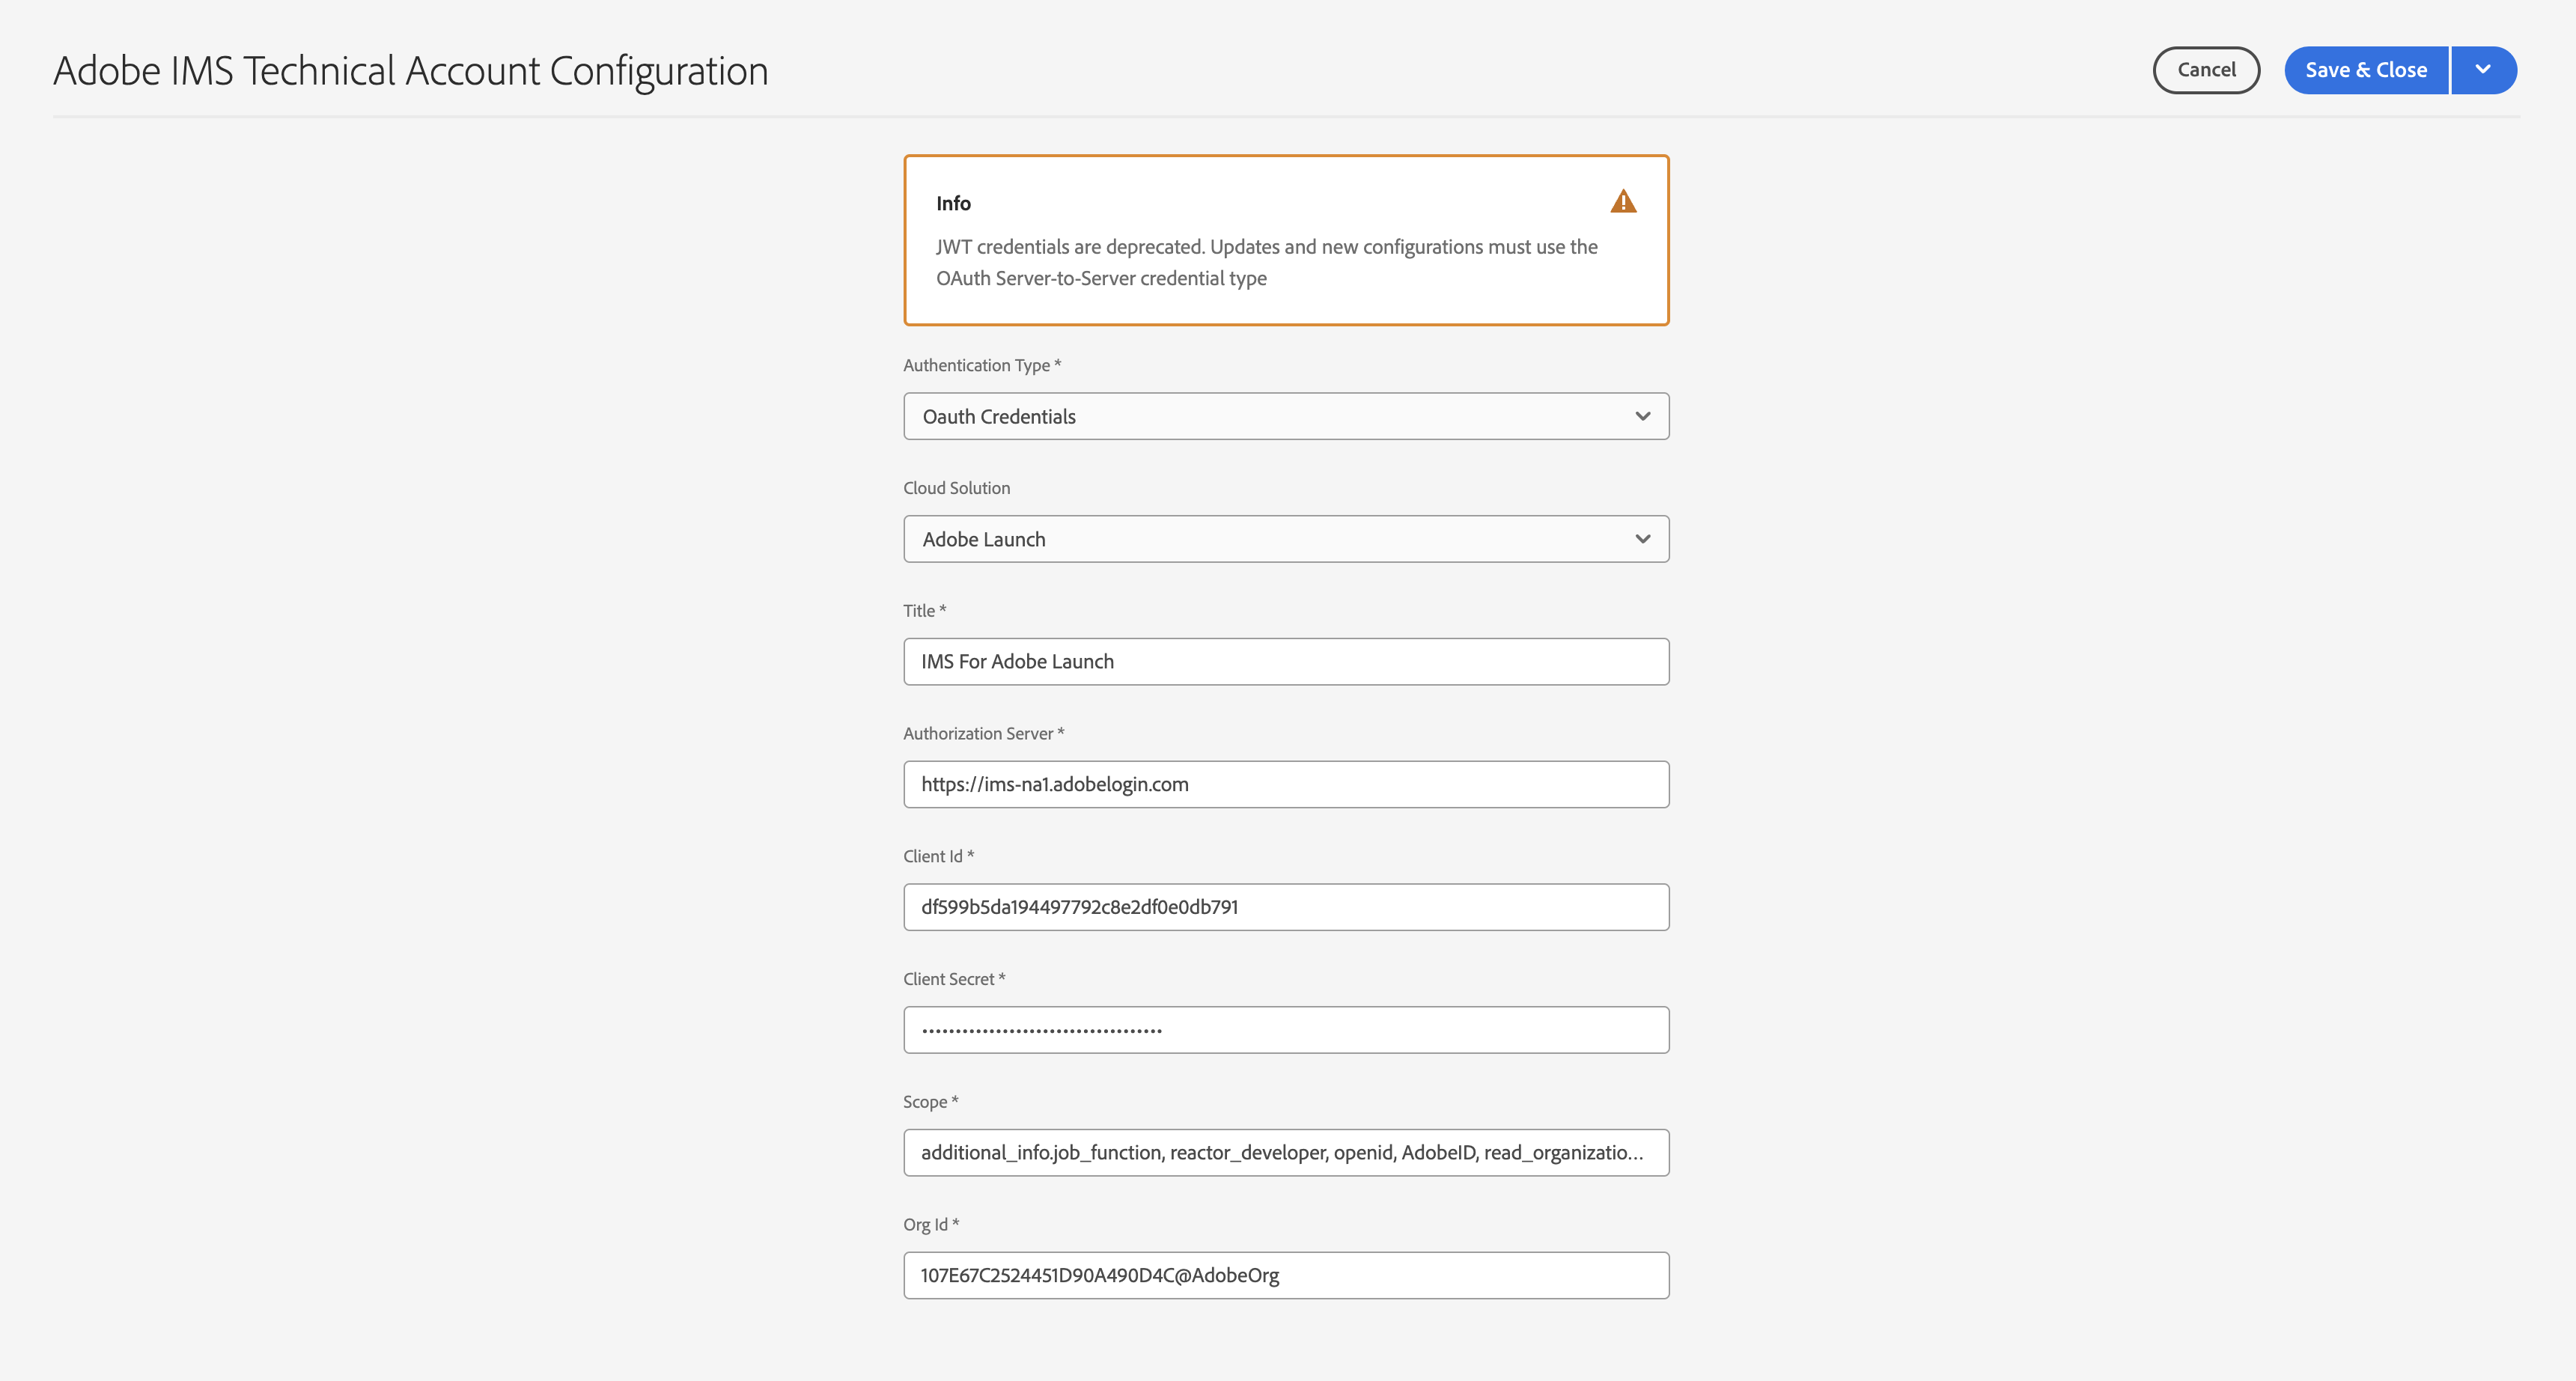 Adobe IMS Technical Account Configuration
Cancel
Save & Close
Info
JWT credentials are deprecated. Updates and new configurations must use the
OAuth Server-to-Server credential type
Authentication Type *
Oauth Credentials
Cloud Solution
Adobe Launch
Title *
IMS For Adobe Launch
Authorization Server *
https://ims-na1.adobelogin.com
Client Id *
df599b5da194497792c8e2df0e0db791
Client Secret *
••••••••••••••••••••••••••••••••••••
Scope *
additional_info.job_function, reactor_developer, openid, AdobeID, read_organizatio...
Org Id *
107E67C2524451D90A490D4C@AdobeOrg